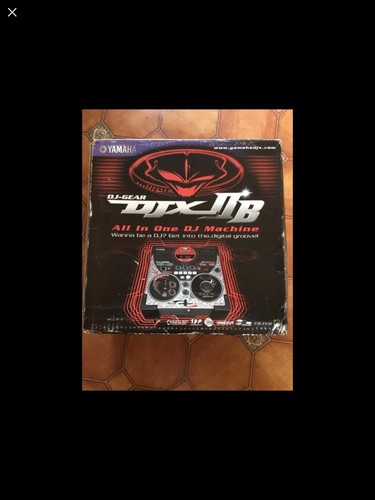 YAMAHA
www.yamahadjx.com
DJ-GEAR
DJX IIB
All In One DJ Machine
Wanna be a DJ? Get into the digital groove!